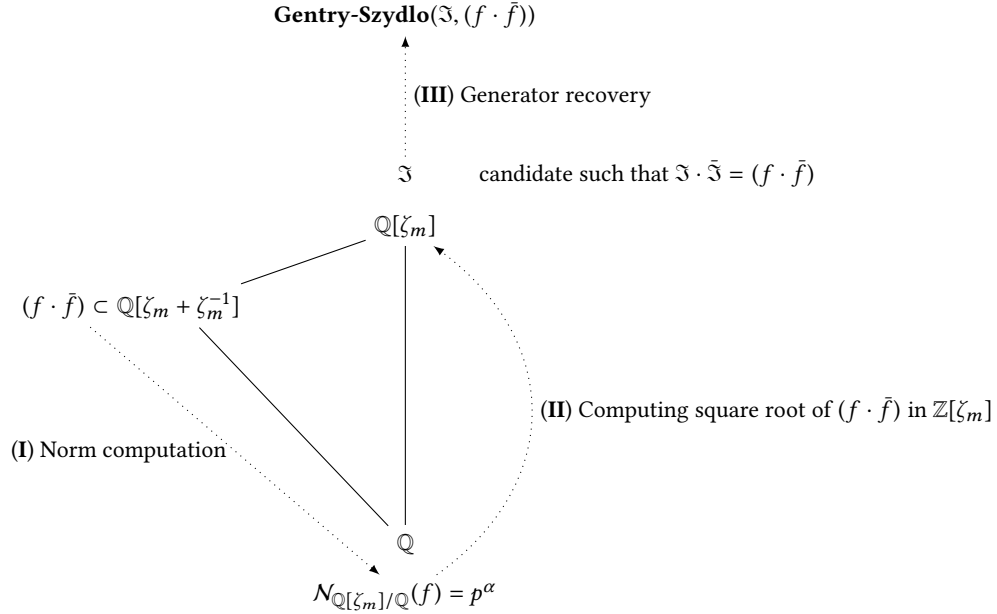 Gentry-Szydlo(ℑ, (f · f̄))
(III) Generator recovery
ℑ candidate such that ℑ · ℑ̄ = (f · f̄)
ℚ[ζ_m]
(f · f̄) ⊂ ℚ[ζ_m + ζ_m^{-1}]
(II) Computing square root of (f · f̄) in ℤ[ζ_m]
(I) Norm computation
ℚ
𝒩_{ℚ[ζ_m]/ℚ}(f) = p^α